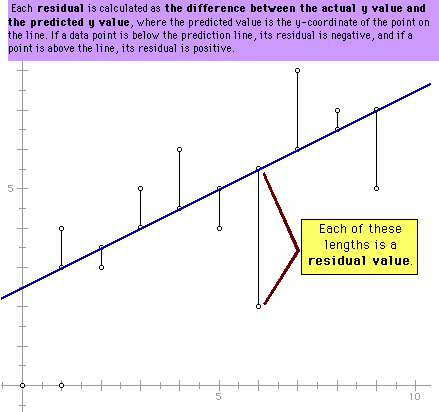 Each residual is calculated as the difference between the actual y value and
the predicted y value, where the predicted value is the y-coordinate of the point on
the line. If a data point is below the prediction line, its residual is negative, and if a
point is above the line, its residual is positive.
5
Each of these
lengths is a
residual value.
5
10